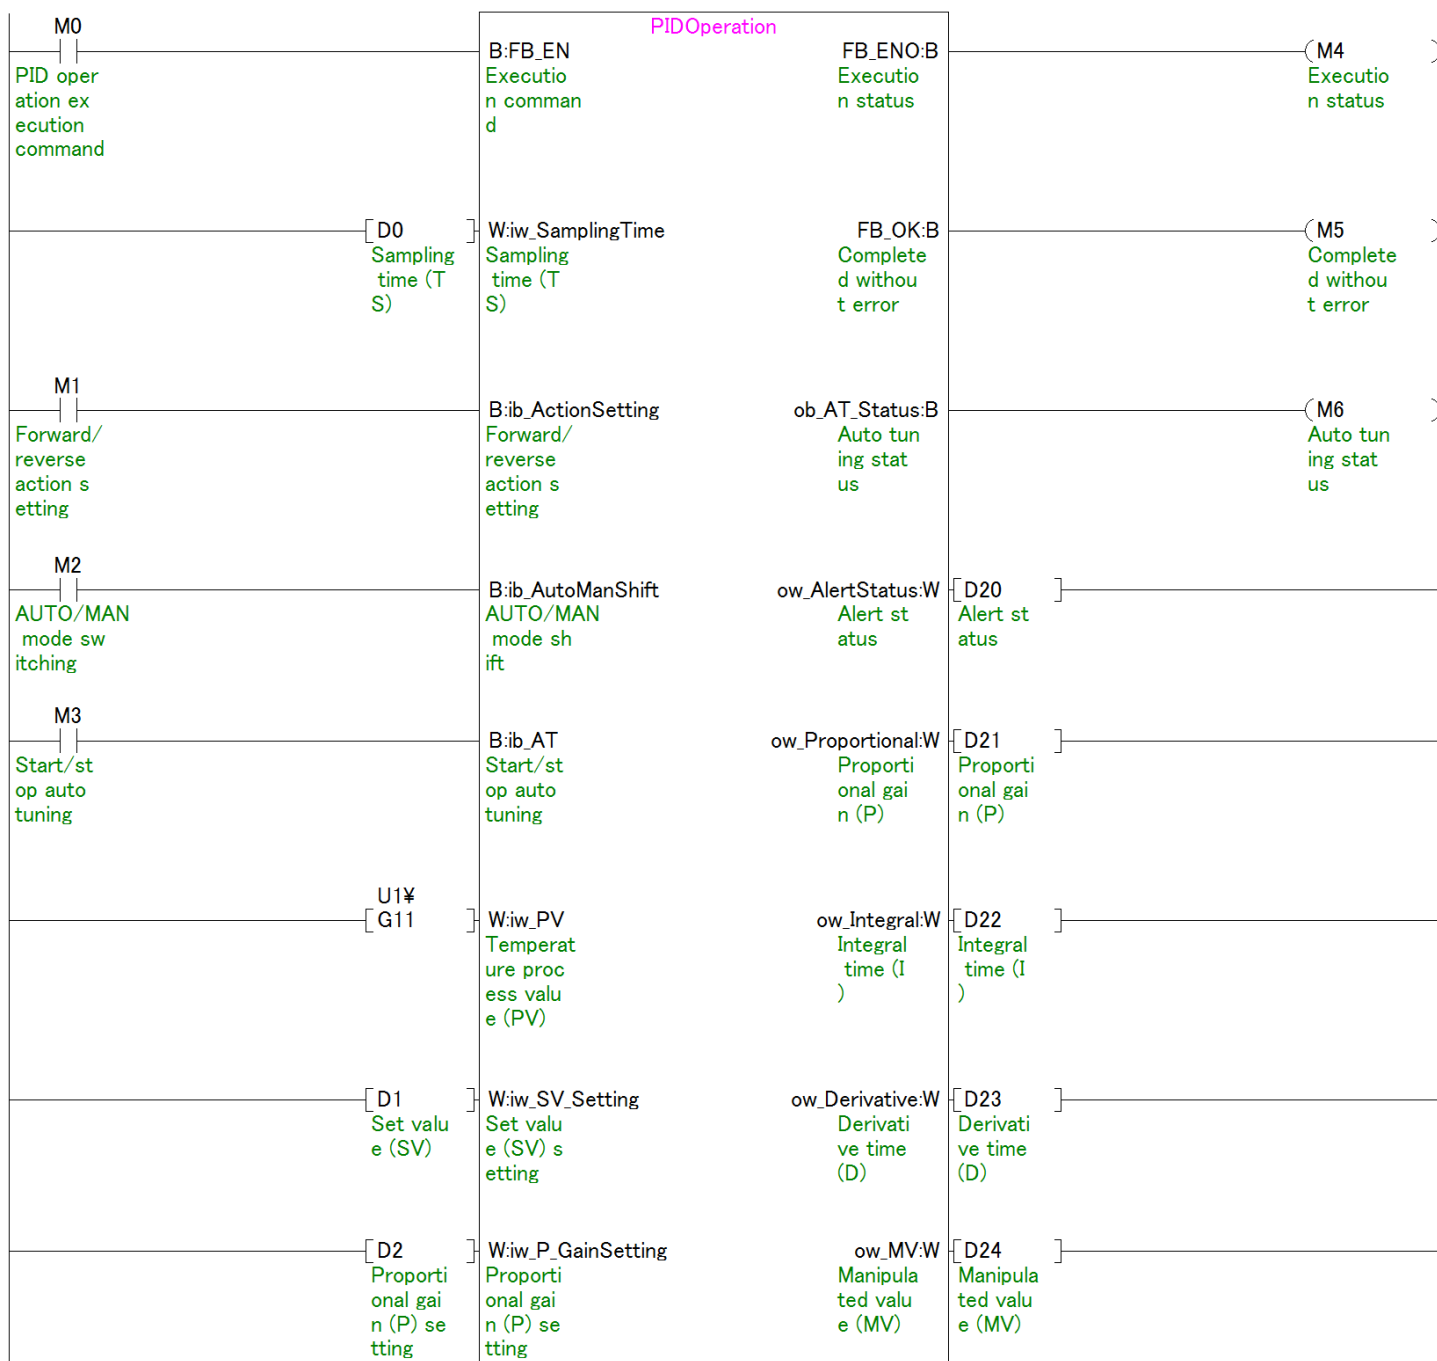 PIDOperation
M0
B:FB_EN
FB_ENO:B
M4
PID oper
ation ex
ecution
command
Executio
n comman
d
Executio
n status
Executio
n status
D0
W:iw_SamplingTime
FB_OK:B
M5
Sampling
time (T
S)
Sampling
time (T
S)
Complete
d withou
t error
Complete
d withou
t error
M1
B:ib_ActionSetting
ob_AT_Status:B
M6
Forward/
reverse
action s
etting
Forward/
reverse
action s
etting
Auto tun
ing stat
us
Auto tun
ing stat
us
M2
B:ib_AutoManShift
ow_AlertStatus:W
D20
AUTO/MAN
mode sw
itching
AUTO/MAN
mode sh
ift
Alert st
atus
Alert st
atus
M3
B:ib_AT
ow_Proportional:W
D21
Start/st
op auto
tuning
Start/st
op auto
tuning
Proporti
onal gai
n (P)
Proporti
onal gai
n (P)
U1¥
G11
W:iw_PV
ow_Integral:W
D22
Temperat
ure proc
ess valu
e (PV)
Integral
time (I
)
Integral
time (I
)
D1
W:iw_SV_Setting
ow_Derivative:W
D23
Set valu
e (SV)
Set valu
e (SV) s
etting
Derivati
ve time
(D)
Derivati
ve time
(D)
D2
W:iw_P_GainSetting
ow_MV:W
D24
Proporti
onal gai
n (P) se
tting
Proporti
onal gai
n (P) se
tting
Manipula
ted valu
e (MV)
Manipula
ted valu
e (MV)